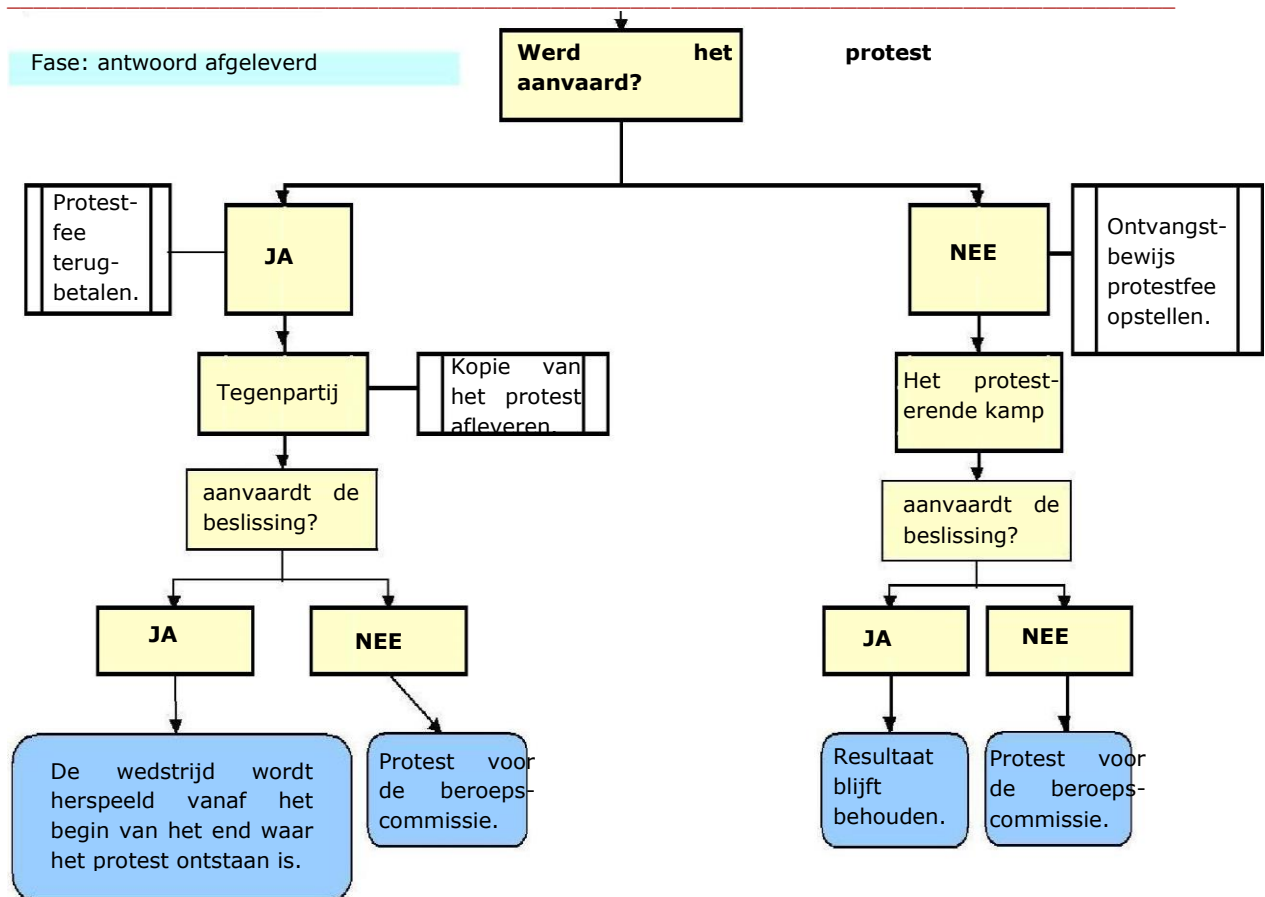 Fase: antwoord afgeleverd
Werd het protest
aanvaard?
Protest-
fee
terug-
betalen.
JA
NEE
Ontvangst-
bewijs
protestfee
opstellen.
Tegenpartij
Kopie van
het protest
afleveren.
Het protest-
erende kamp
aanvaardt de
beslissing?
aanvaardt de
beslissing?
JA
NEE
JA
NEE
De wedstrijd wordt
herspeeld vanaf het
begin van het end waar
het protest ontstaan is.
Protest voor
de beroeps-
commissie.
Resultaat
blijft
behouden.
Protest voor
de beroeps-
commissie.